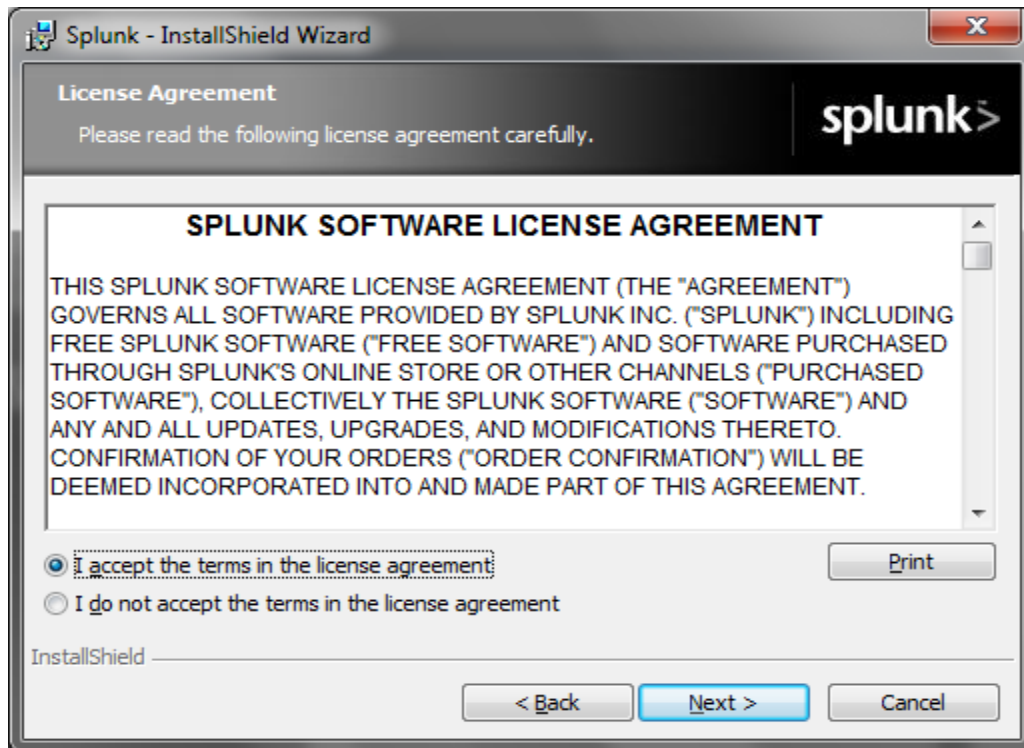 Splunk - InstallShield Wizard
License Agreement
Please read the following license agreement carefully.
splunk>
SPLUNK SOFTWARE LICENSE AGREEMENT
THIS SPLUNK SOFTWARE LICENSE AGREEMENT (THE "AGREEMENT")
GOVERNS ALL SOFTWARE PROVIDED BY SPLUNK INC. ("SPLUNK") INCLUDING
FREE SPLUNK SOFTWARE ("FREE SOFTWARE") AND SOFTWARE PURCHASED
THROUGH SPLUNK'S ONLINE STORE OR OTHER CHANNELS ("PURCHASED
SOFTWARE"), COLLECTIVELY THE SPLUNK SOFTWARE ("SOFTWARE") AND
ANY AND ALL UPDATES, UPGRADES, AND MODIFICATIONS THERETO.
CONFIRMATION OF YOUR ORDERS ("ORDER CONFIRMATION") WILL BE
DEEMED INCORPORATED INTO AND MADE PART OF THIS AGREEMENT.
I accept the terms in the license agreement
Print
I do not accept the terms in the license agreement
InstallShield
< Back
Next >
Cancel